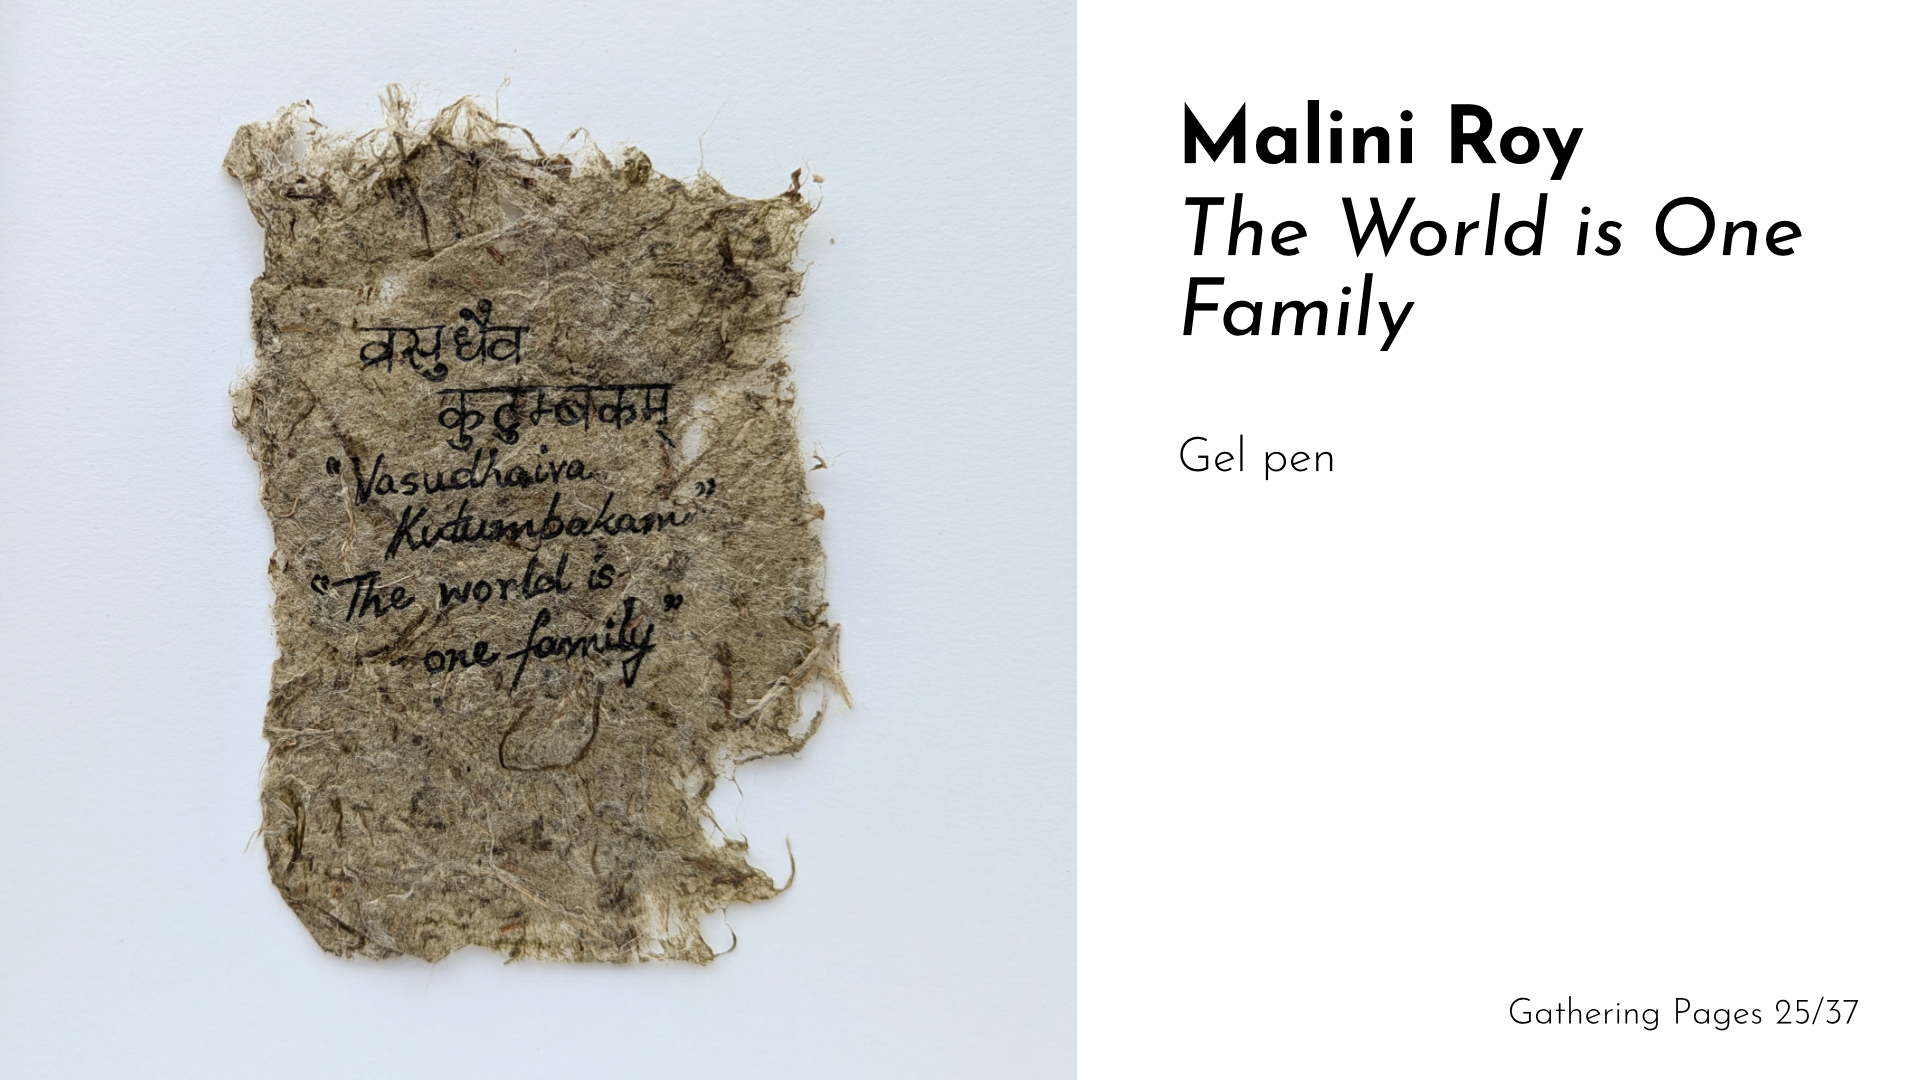 वसुधैव
कुटुम्बकम्
"Vasudhaiva
Kutumbakam"
"The world is
one family"
Malini Roy
The World is One
Family
Gel pen
Gathering Pages 25/37